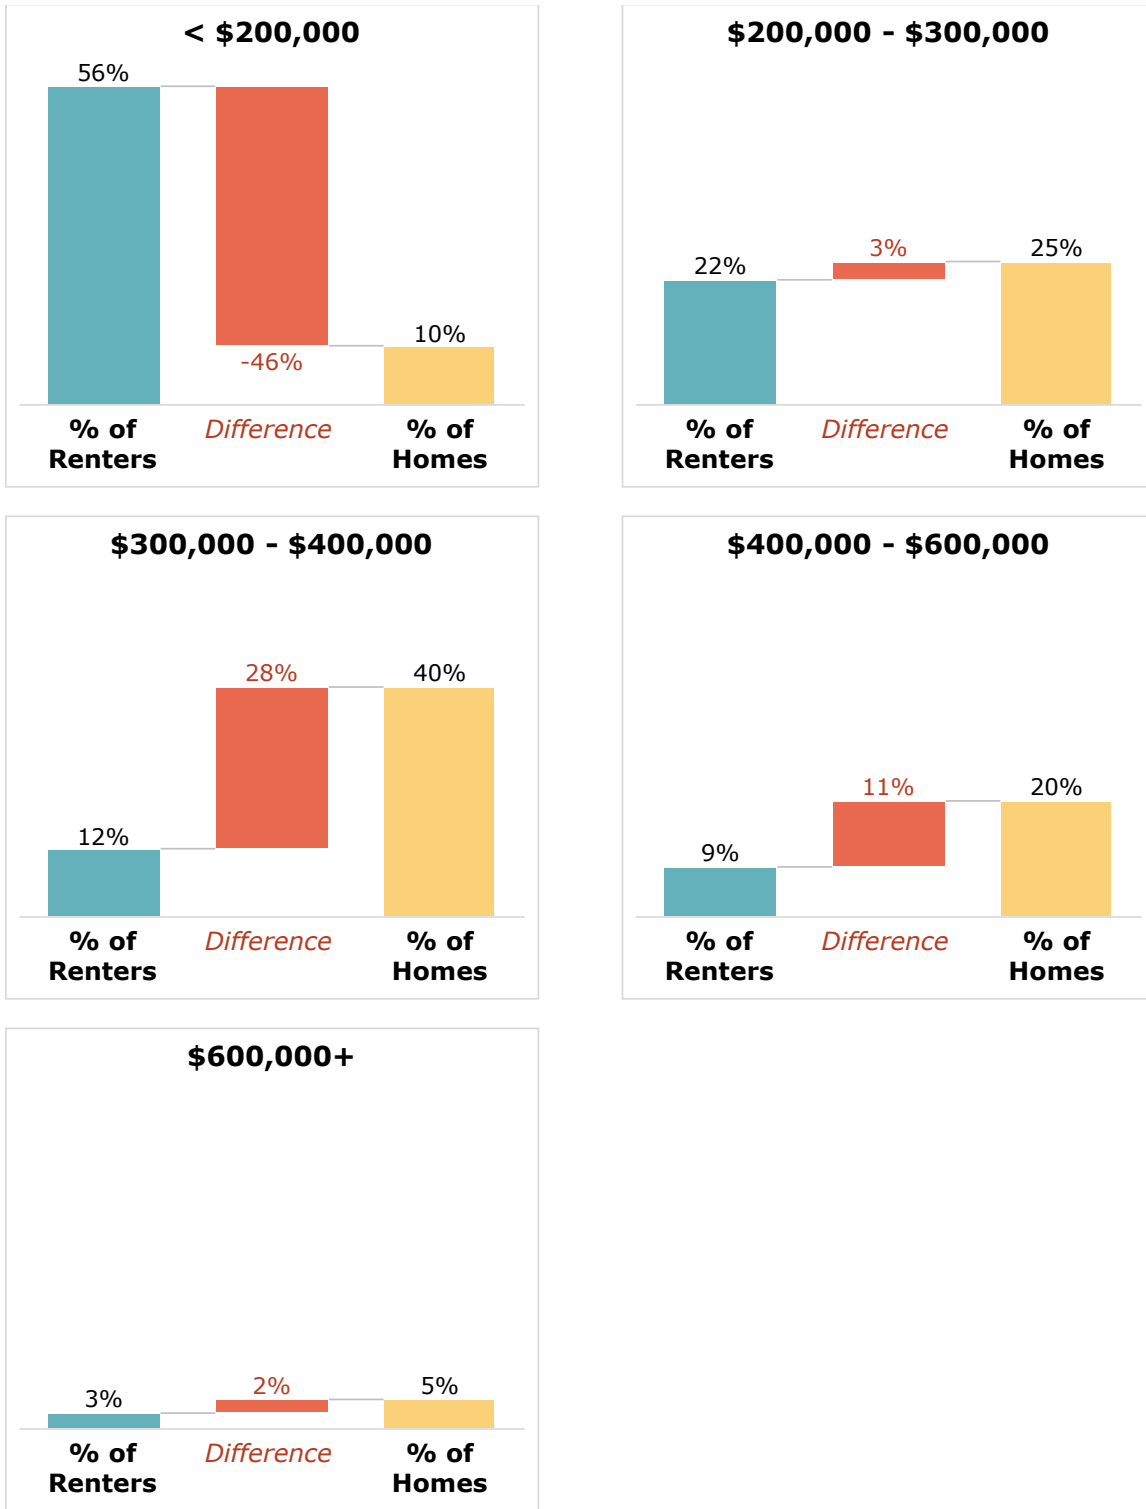 < $200,000
56%
-46%
10%
% of Renters
Difference
% of Homes
$200,000 - $300,000
22%
3%
25%
% of Renters
Difference
% of Homes
$300,000 - $400,000
12%
28%
40%
% of Renters
Difference
% of Homes
$400,000 - $600,000
9%
11%
20%
% of Renters
Difference
% of Homes
$600,000+
3%
2%
5%
% of Renters
Difference
% of Homes